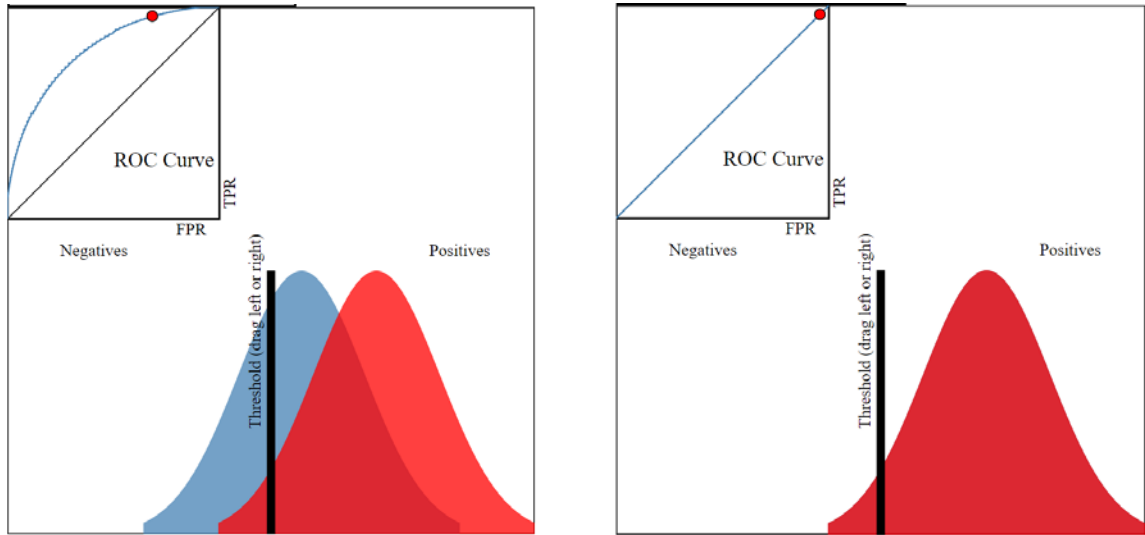 ROC Curve
TPR
FPR
Negatives
Positives
Threshold (drag left or right)
ROC Curve
TPR
FPR
Negatives
Positives
Threshold (drag left or right)